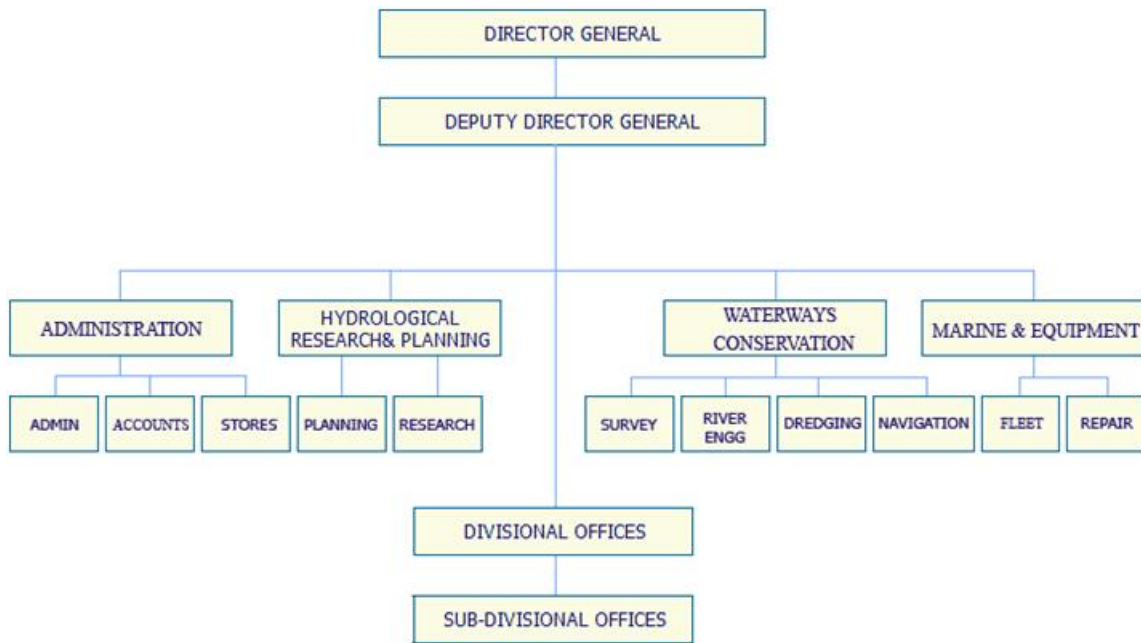 DIRECTOR GENERAL
DEPUTY DIRECTOR GENERAL
ADMINISTRATION
HYDROLOGICAL
RESEARCH& PLANNING
WATERWAYS
CONSERVATION
MARINE & EQUIPMENT
ADMIN
ACCOUNTS
STORES
PLANNING
RESEARCH
SURVEY
RIVER
ENGG
DREDGING
NAVIGATION
FLEET
REPAIR
DIVISIONAL OFFICES
SUB-DIVISIONAL OFFICES